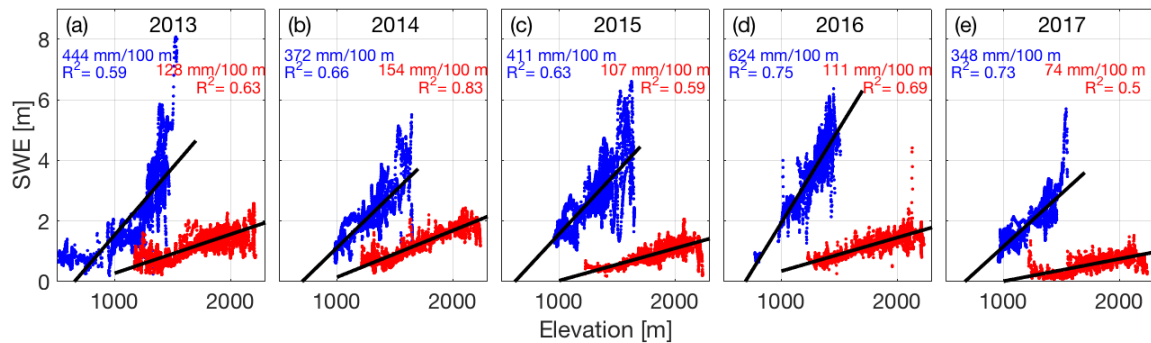 (a) 2013
444 mm/100 m
R²= 0.59
128 mm/100 m
R²= 0.63
(b) 2014
372 mm/100 m
R²= 0.66
154 mm/100 m
R²= 0.83
(c) 2015
411 mm/100 m
R²= 0.63
107 mm/100 m
R²= 0.59
(d) 2016
624 mm/100 m
R²= 0.75
111 mm/100 m
R²= 0.69
(e) 2017
348 mm/100 m
R²= 0.73
74 mm/100 m
R²= 0.5
SWE [m]
8
6
4
2
0
1000 2000 1000 2000 1000 2000 1000 2000 1000 2000
Elevation [m]